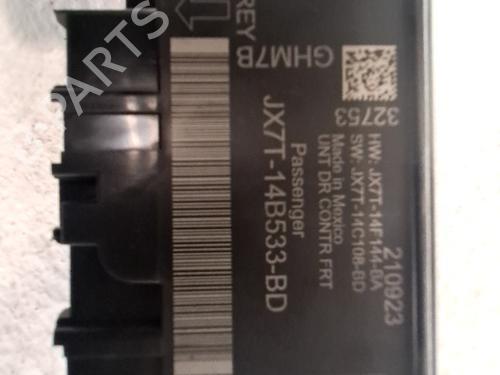 REY
GHM7B
32753
JX7T-14B533-BD
Passenger
UNT DR CONTR FRT
Made in Mexico
SW: JX7T-14C108-BD
HW: JX7T-14F144-BA
210923
B-PARTS